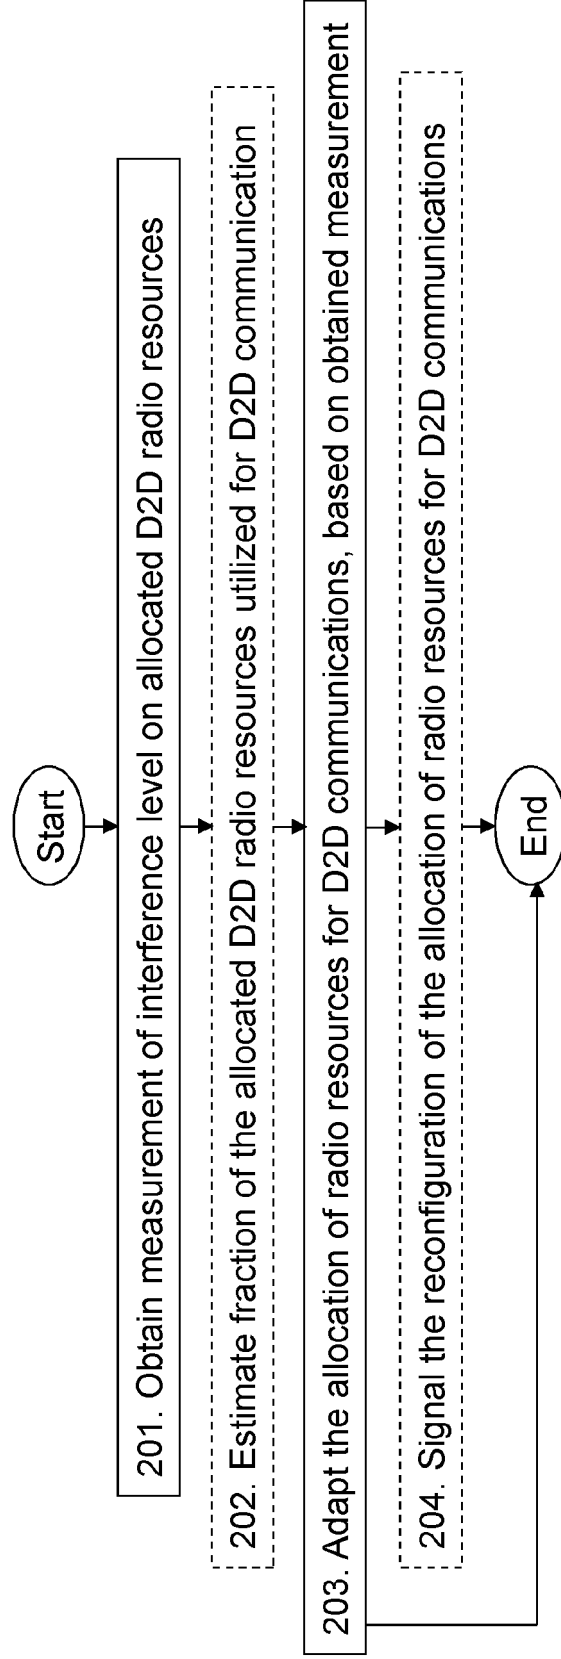 Start
201. Obtain measurement of interference level on allocated D2D radio resources
202. Estimate fraction of the allocated D2D radio resources utilized for D2D communication
203. Adapt the allocation of radio resources for D2D communications, based on obtained measurement
204. Signal the reconfiguration of the allocation of radio resources for D2D communications
End